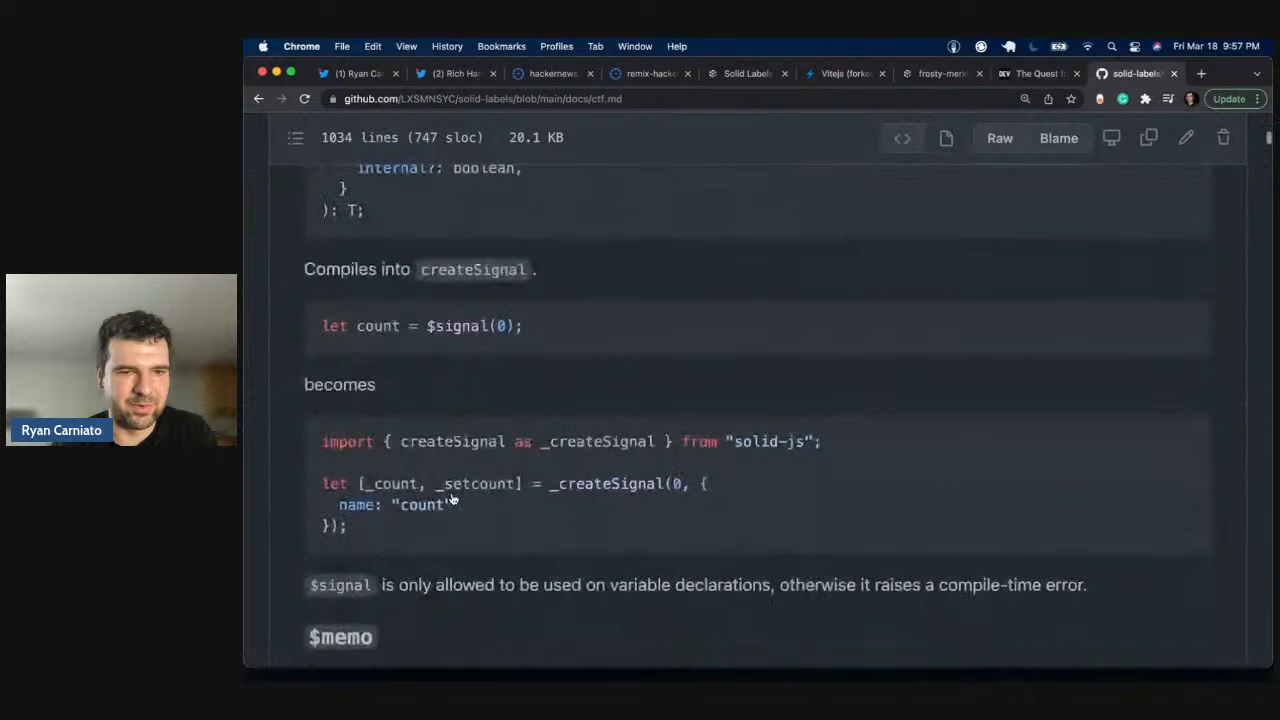 Chrome File Edit View History Bookmarks Profiles Tab Window Help Fri Mar 18 9:57 PM
(1) Ryan Ca (2) Rich Ha hackernews remix-hack Solid Labels Vitejs (fork frosty-merk DEV The Quest fo solid-labels/
github.com/LXSMNSYC/solid-labels/blob/main/docs/ctf.md Update
1034 lines (747 sloc) 20.1 KB Raw Blame
internal?: boolean,
}
): T;
Compiles into createSignal.
let count = $signal(0);
becomes
import { createSignal as _createSignal } from "solid-js";
let [_count, _setcount] = _createSignal(0, {
name: "count"
});
$signal is only allowed to be used on variable declarations, otherwise it raises a compile-time error.
$memo
Ryan Carniato